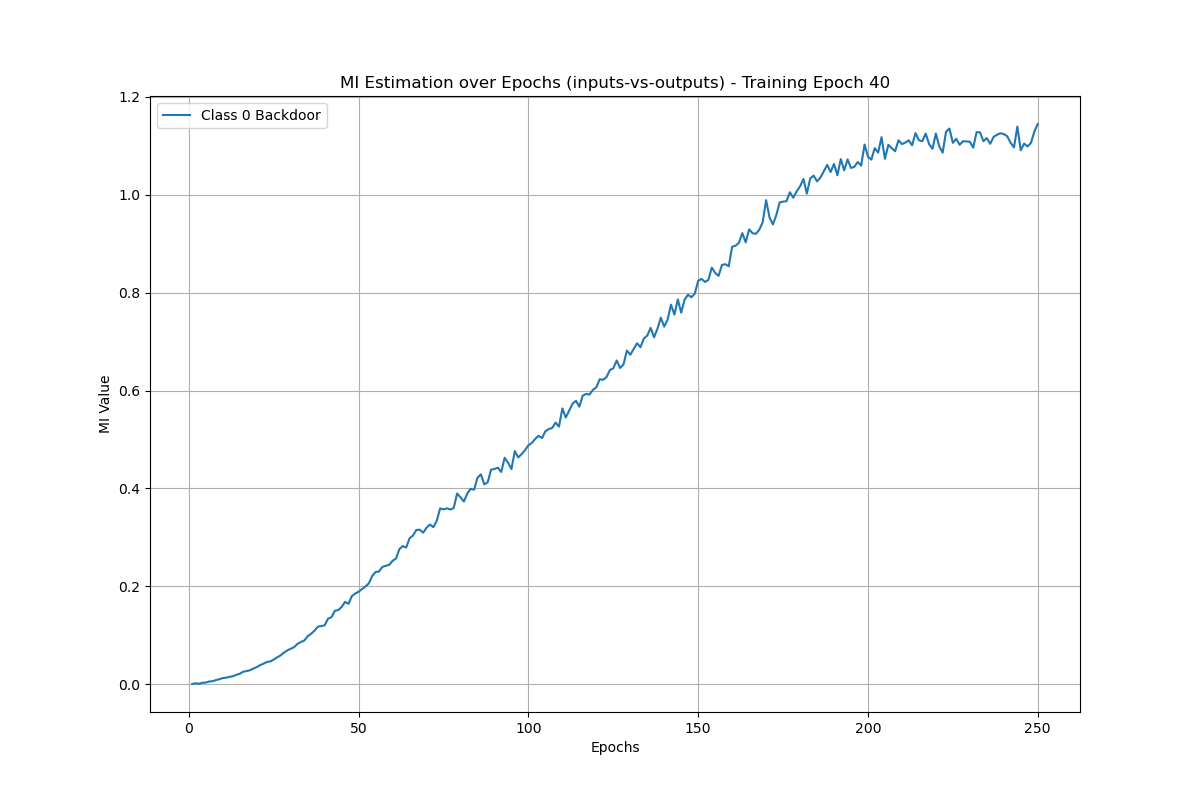 MI Estimation over Epochs (inputs-vs-outputs) - Training Epoch 40
Class 0 Backdoor
1.2
1.0
0.8
0.6
0.4
0.2
0.0
MI Value
0 50 100 150 200 250
Epochs